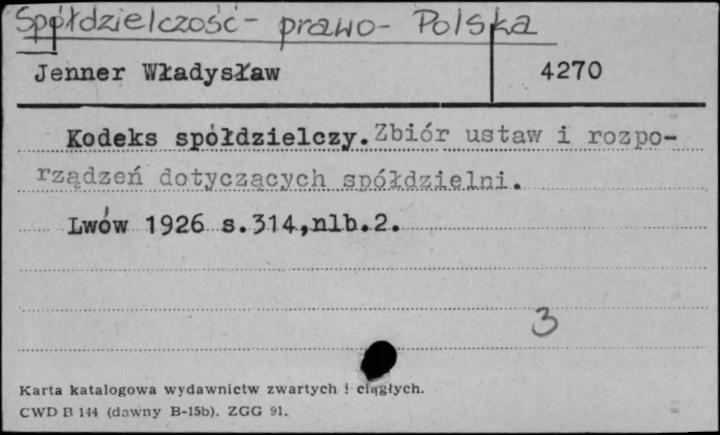 Spółdzielczość - prawo - Polska
Jenner Władysław 4270
Kodeks spółdzielczy. Zbiór ustaw i rozpo-
rządzeń dotyczących spółdzielni.
Lwów 1926 s.314,nlb.2.
3
Karta katalogowa wydawnictw zwartych i ciągłych.
CWD B 144 (dawny B-15b). ZGG 91.